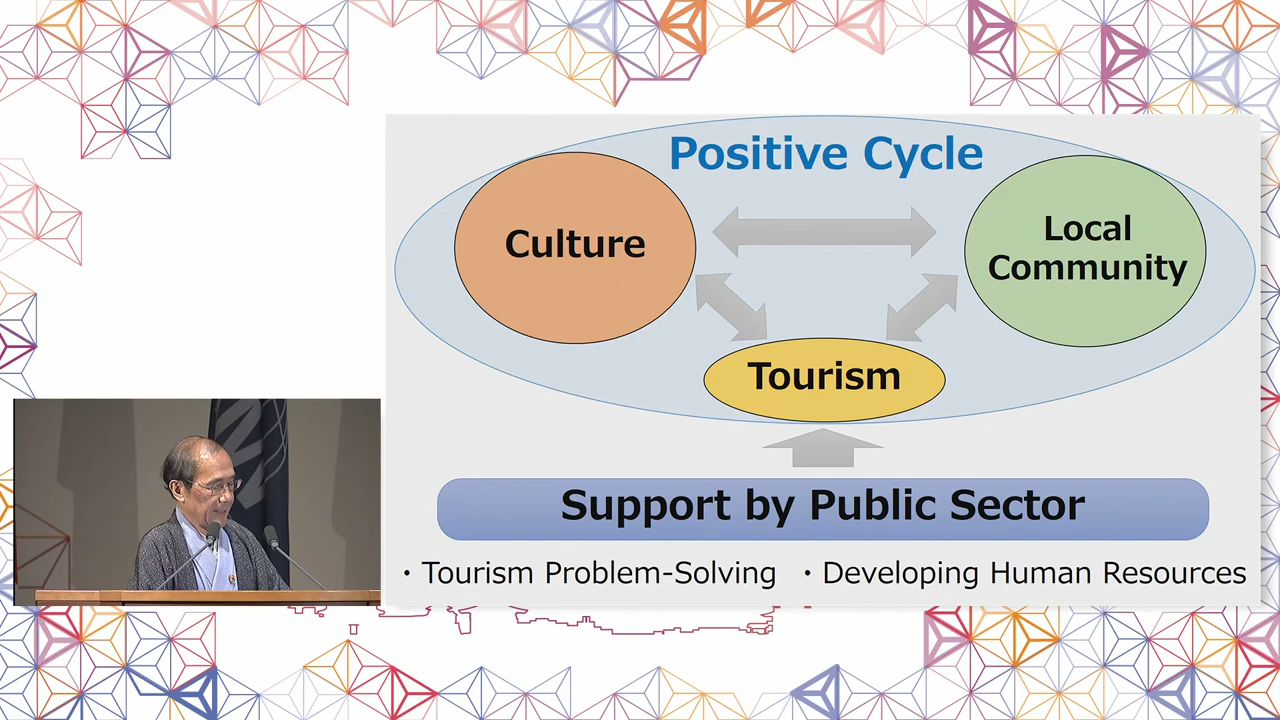 Positive Cycle
Culture
Local
Community
Tourism
Support by Public Sector
・Tourism Problem-Solving ・Developing Human Resources